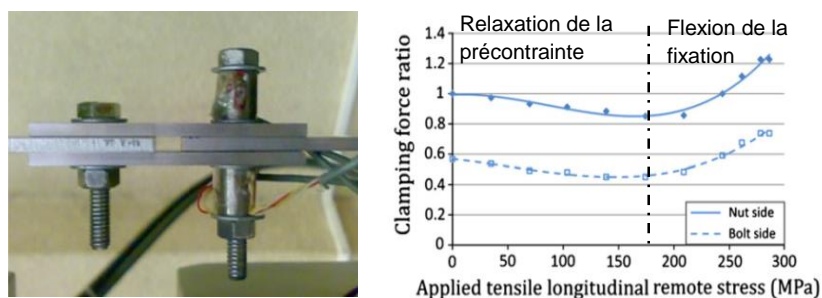 Relaxation de la
précontrainte
Flexion de la
fixation
Clamping force ratio
1.4
1.2
1
0.8
0.6
0.4
0.2
0
0 50 100 150 200 250 300
Nut side
Bolt side
Applied tensile longitudinal remote stress (MPa)